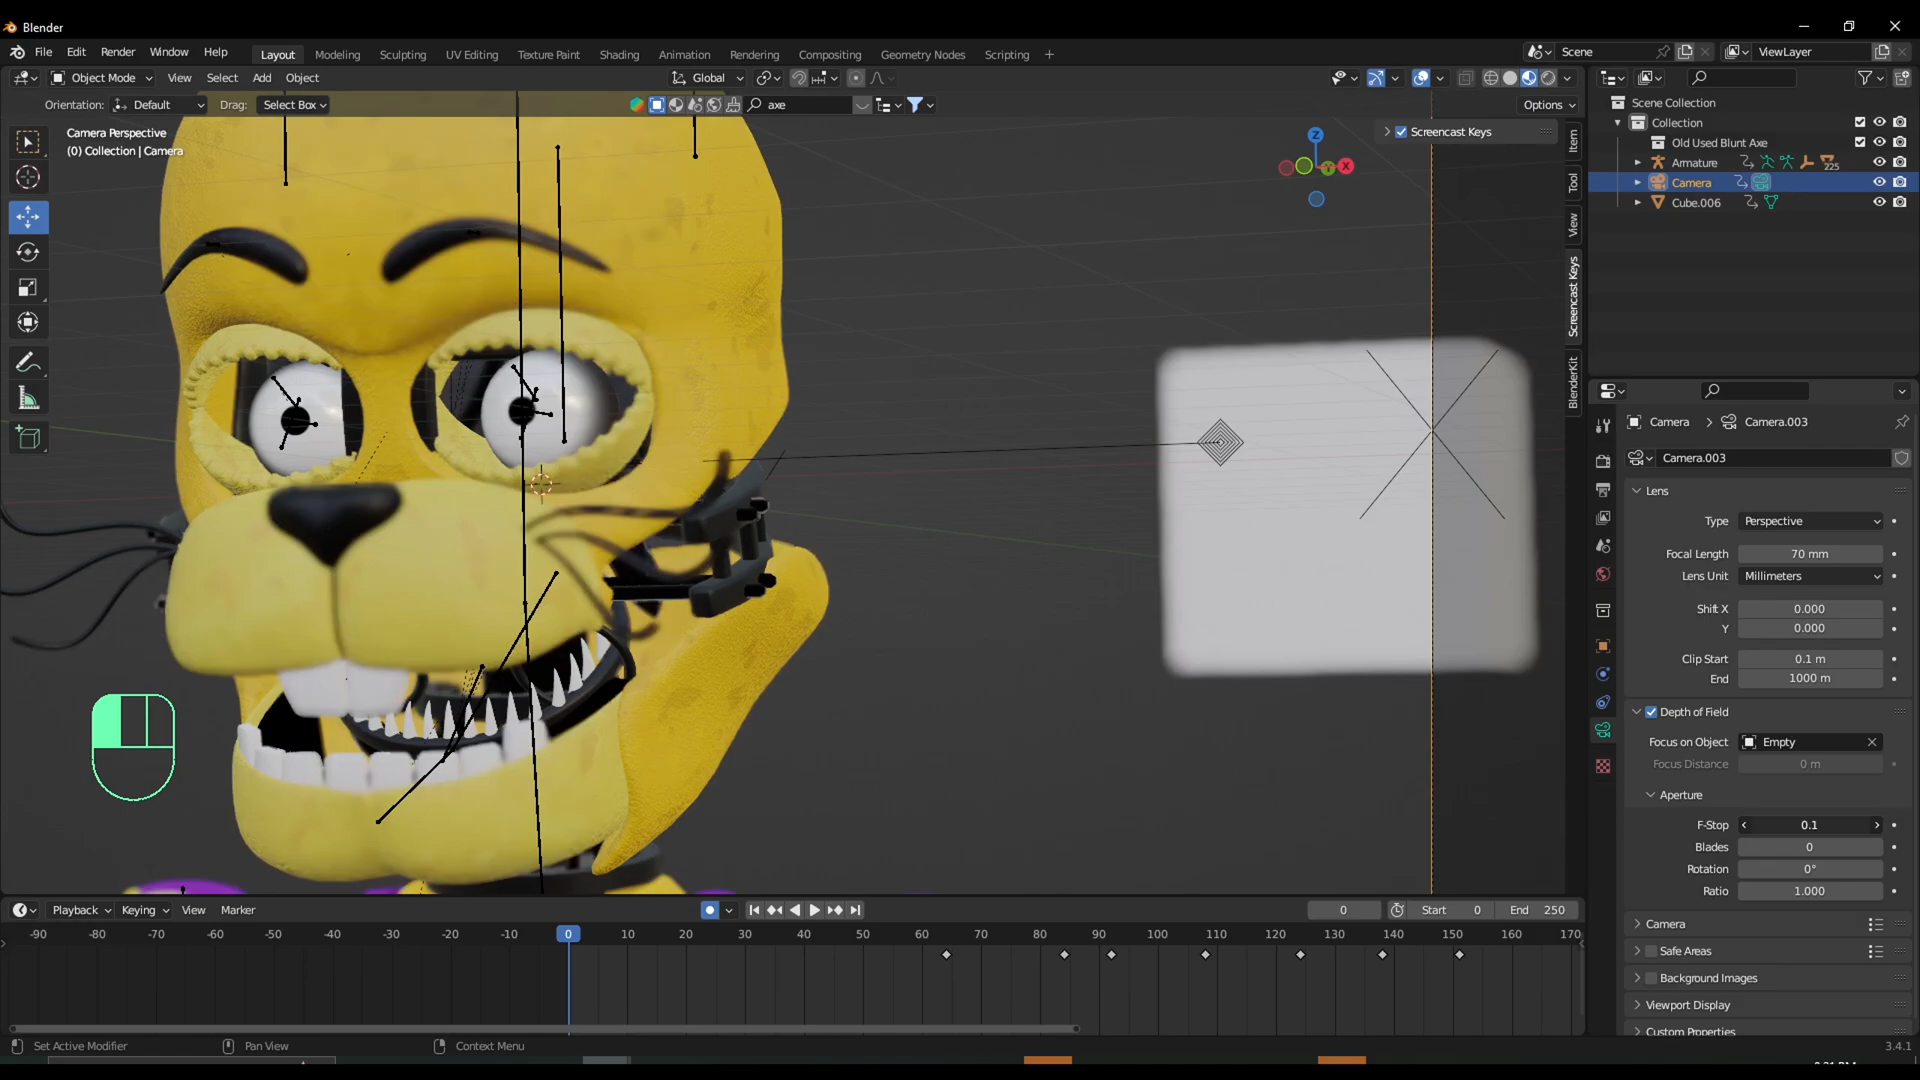 Blender
File Edit Render Window Help
Layout Modeling Sculpting UV Editing Texture Paint Shading Animation Rendering Compositing Geometry Nodes Scripting +
Scene
ViewLayer
Object Mode View Select Add Object
Global
Orientation: Default Drag: Select Box
axe
Options
Camera Perspective
(0) Collection | Camera
Screencast Keys
Z
X
Y
Item
Tool
View
Screencast Keys
BlenderKit
Scene Collection
Collection
Old Used Blunt Axe
Armature
225
Camera
Cube.006
Camera > Camera.003
Camera.003
Lens
Type Perspective
Focal Length 70 mm
Lens Unit Millimeters
Shift X 0.000
Y 0.000
Clip Start 0.1 m
End 1000 m
Depth of Field
Focus on Object Empty
Focus Distance 0 m
Aperture
F-Stop 0.1
Blades 0
Rotation 0°
Ratio 1.000
Camera
Safe Areas
Background Images
Viewport Display
Custom Properties
Playback Keying View Marker
0 Start 0 End 250
-90 -80 -70 -60 -50 -40 -30 -20 -10 0 10 20 30 40 50 60 70 80 90 100 110 120 130 140 150 160 170
Set Active Modifier Pan View Context Menu
3.4.1